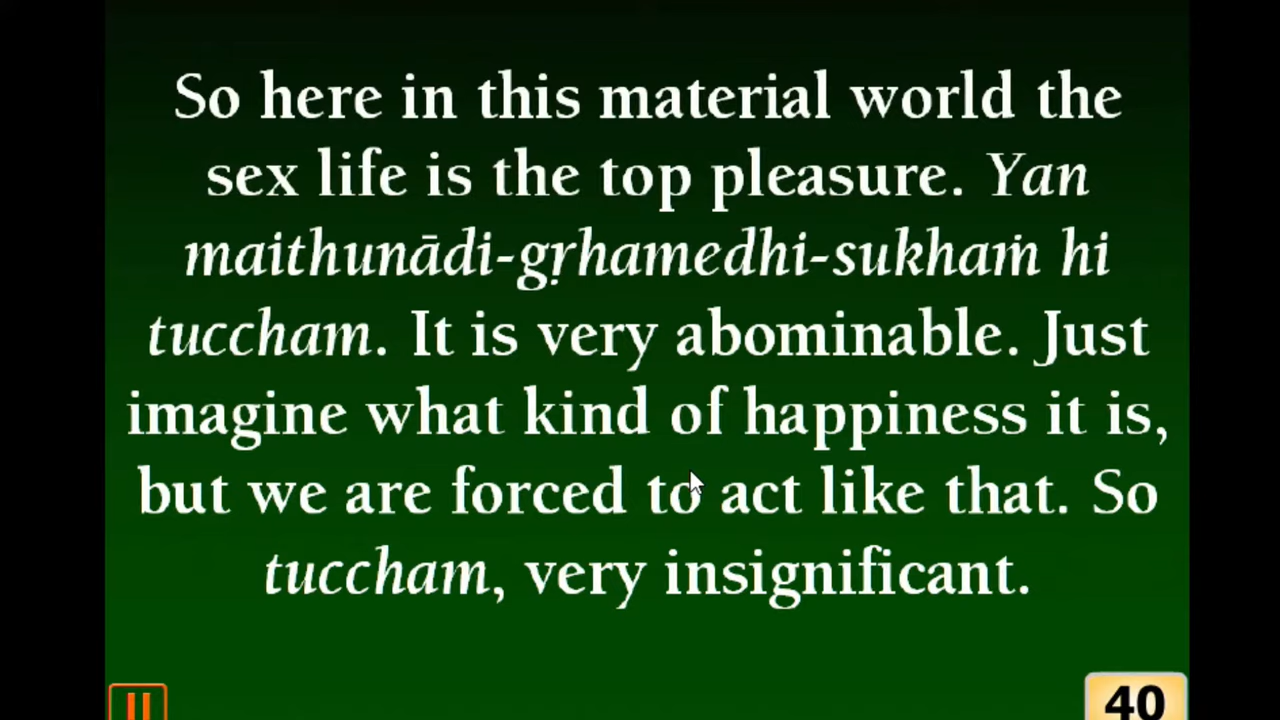 So here in this material world the
sex life is the top pleasure. Yan
maithunādi-gṛhamedhi-sukhaṁ hi
tuccham. It is very abominable. Just
imagine what kind of happiness it is,
but we are forced to act like that. So
tuccham, very insignificant.
40